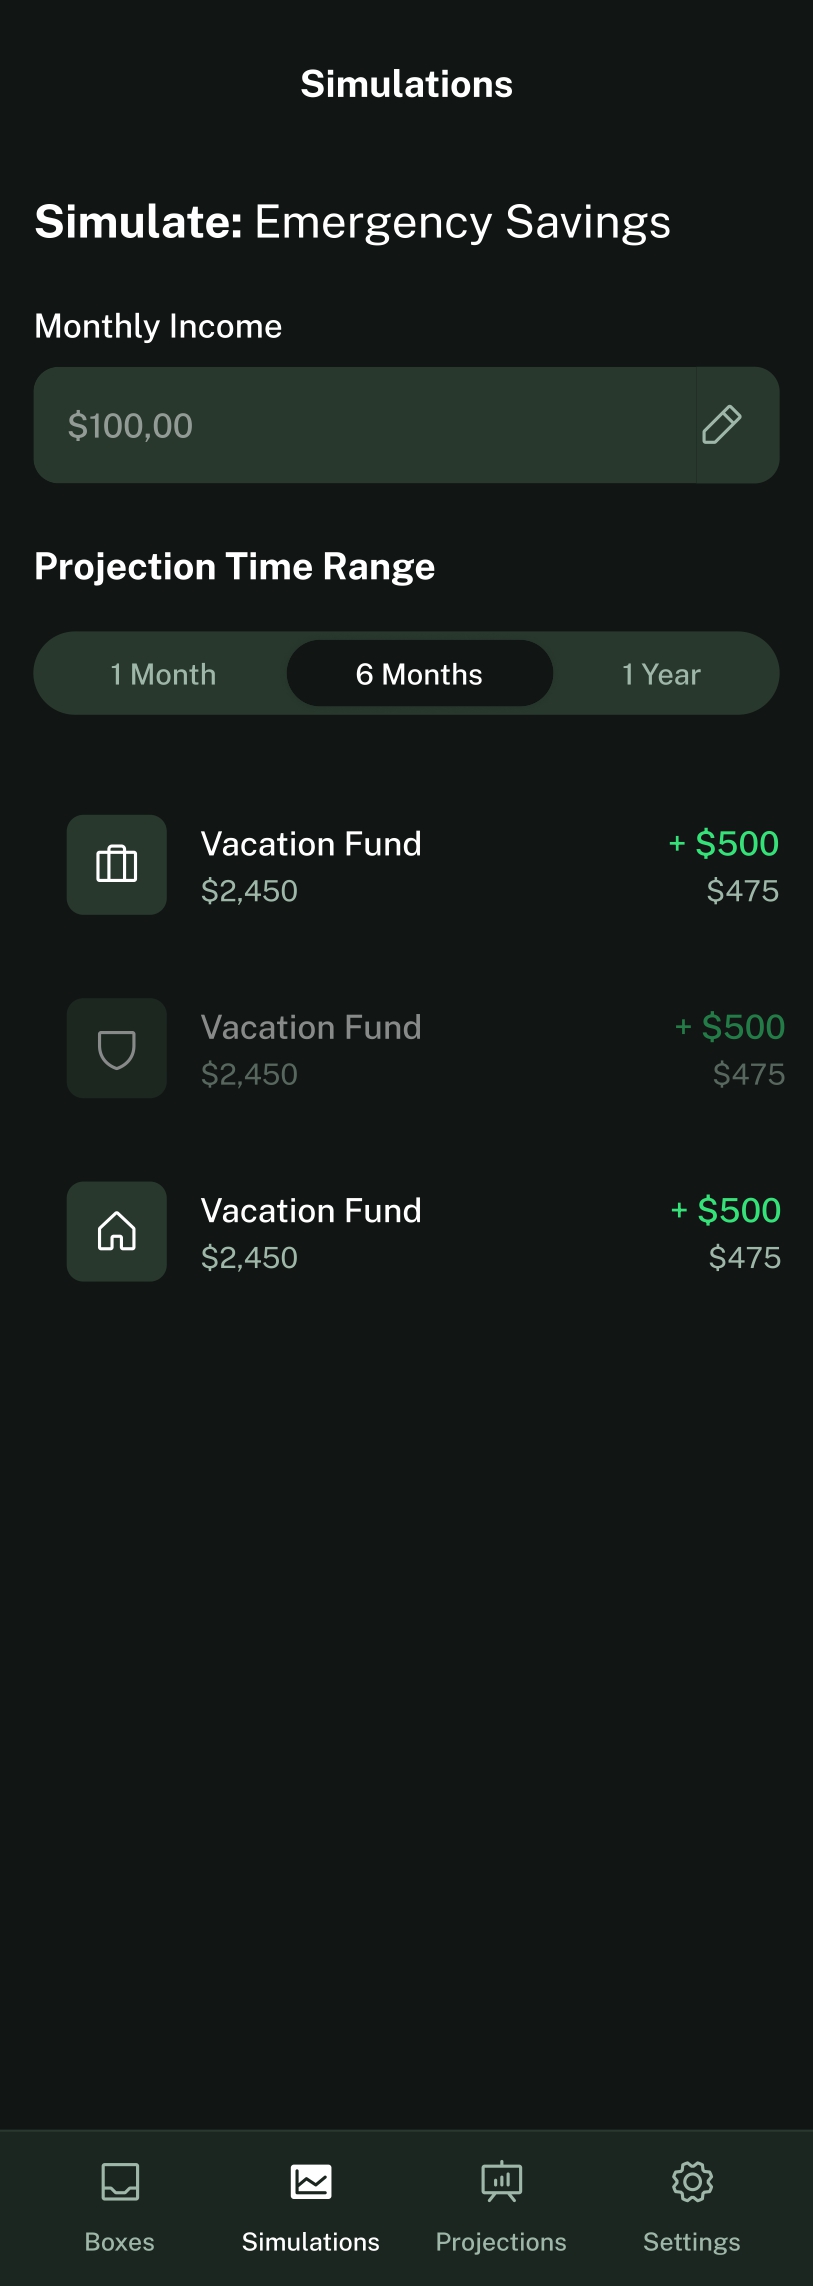 Simulations
Simulate: Emergency Savings
Monthly Income
$100,00
Projection Time Range
1 Month 6 Months 1 Year
Vacation Fund + $500
$2,450 $475
Vacation Fund + $500
$2,450 $475
Vacation Fund + $500
$2,450 $475
Boxes Simulations Projections Settings